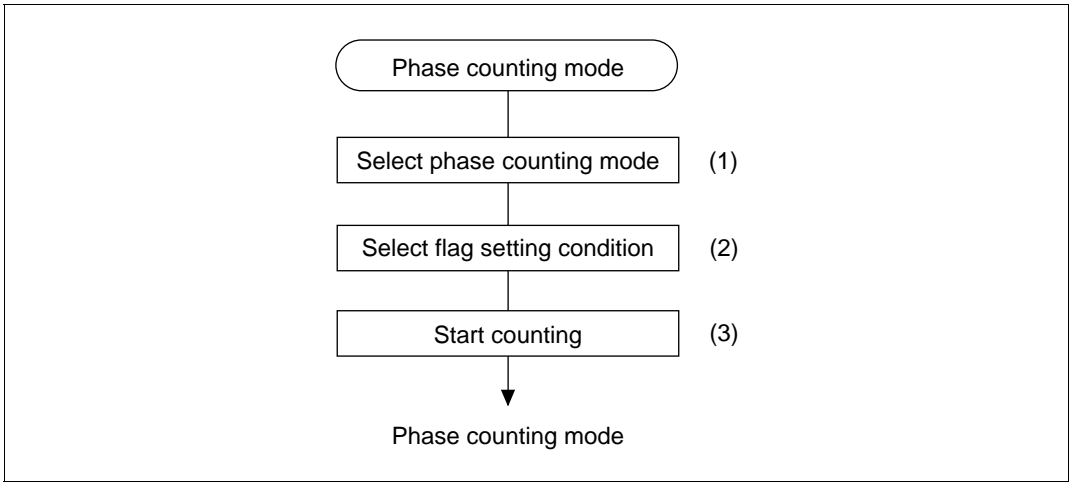 Phase counting mode
Select phase counting mode (1)
Select flag setting condition (2)
Start counting (3)
Phase counting mode